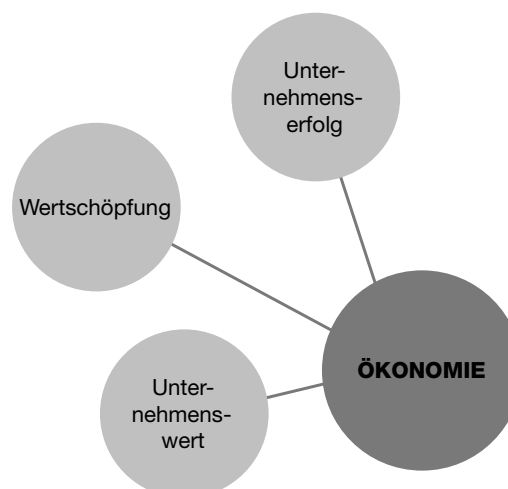 Unter-
nehmens-
erfolg
Wertschöpfung
ÖKONOMIE
Unter-
nehmens-
wert